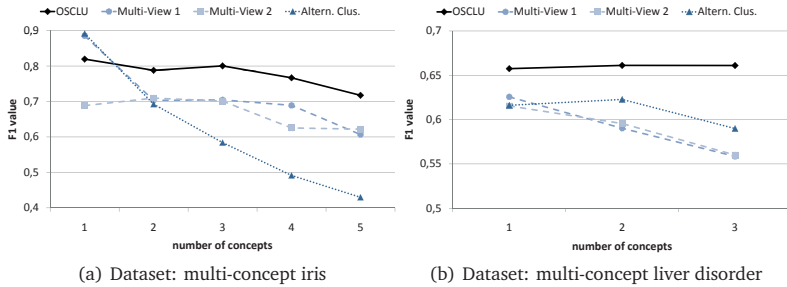 OSCLU Multi-View 1 Multi-View 2 Altern. Clus.
0,9
0,8
0,7
0,6
0,5
0,4
F1 value
1 2 3 4 5
number of concepts
(a) Dataset: multi-concept iris
OSCLU Multi-View 1 Multi-View 2 Altern. Clus.
0,7
0,65
0,6
0,55
0,5
F1 value
1 2 3
number of concepts
(b) Dataset: multi-concept liver disorder